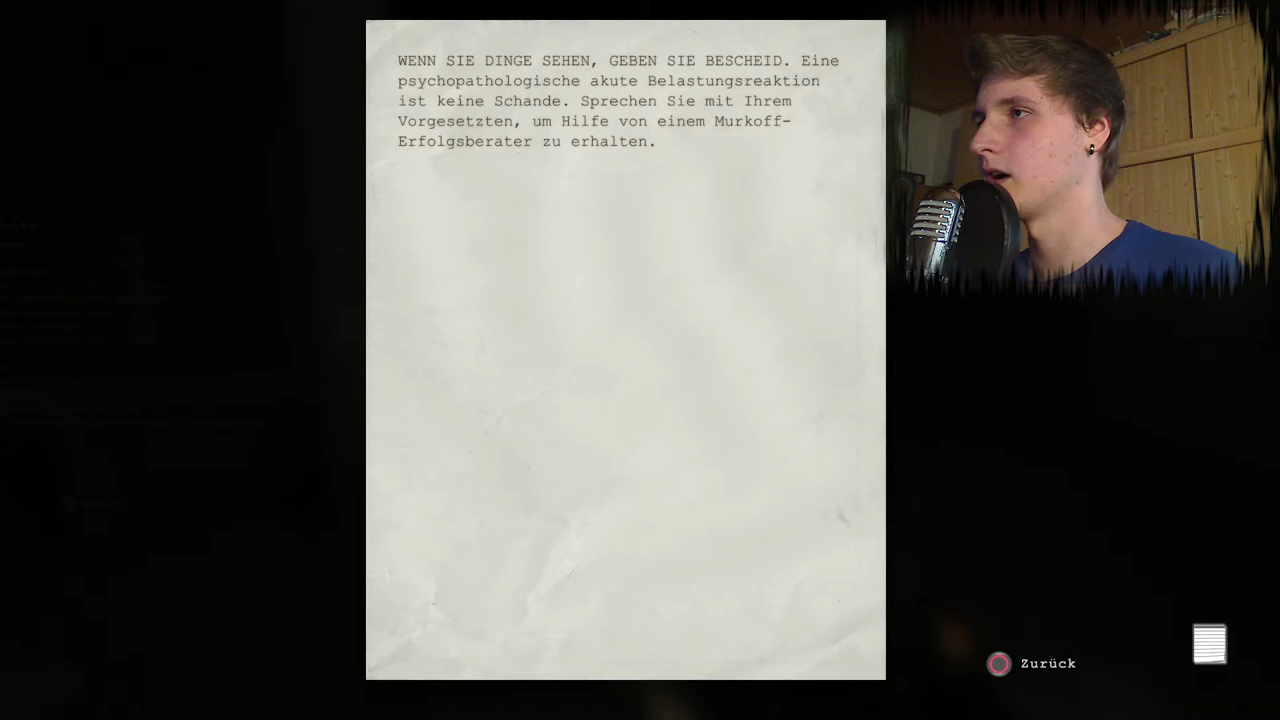 WENN SIE DINGE SEHEN, GEBEN SIE BESCHEID. Eine
psychopathologische akute Belastungsreaktion
ist keine Schande. Sprechen Sie mit Ihrem
Vorgesetzten, um Hilfe von einem Murkoff-
Erfolgsberater zu erhalten.
Zurück